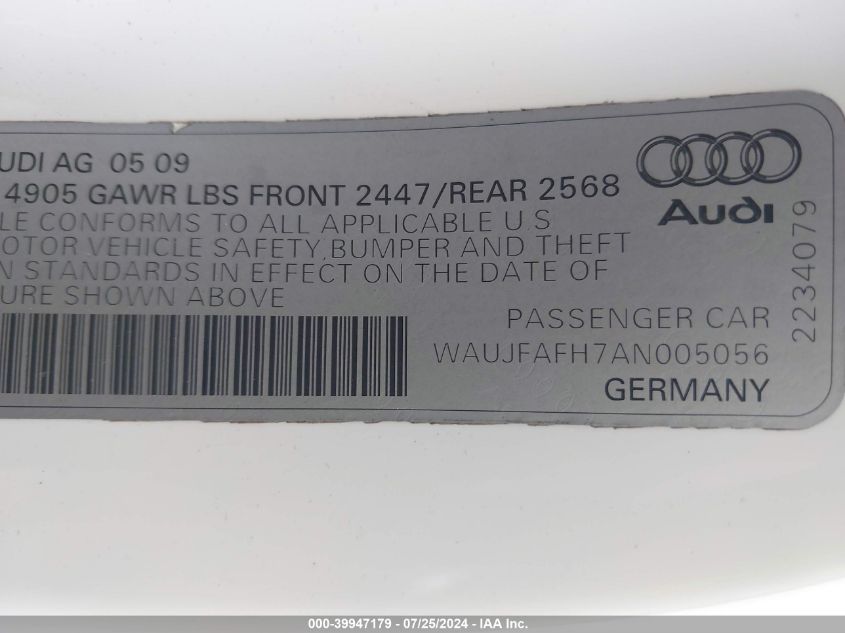 UDI AG 05 09
4905 GAWR LBS FRONT 2447/REAR 2568
LE CONFORMS TO ALL APPLICABLE U.S
OTOR VEHICLE SAFETY,BUMPER AND THEFT
N STANDARDS IN EFFECT ON THE DATE OF
URE SHOWN ABOVE
Audi
2234079
PASSENGER CAR
WAUJFAFH7AN005056
GERMANY
000-39947179 - 07/25/2024 - IAA Inc.